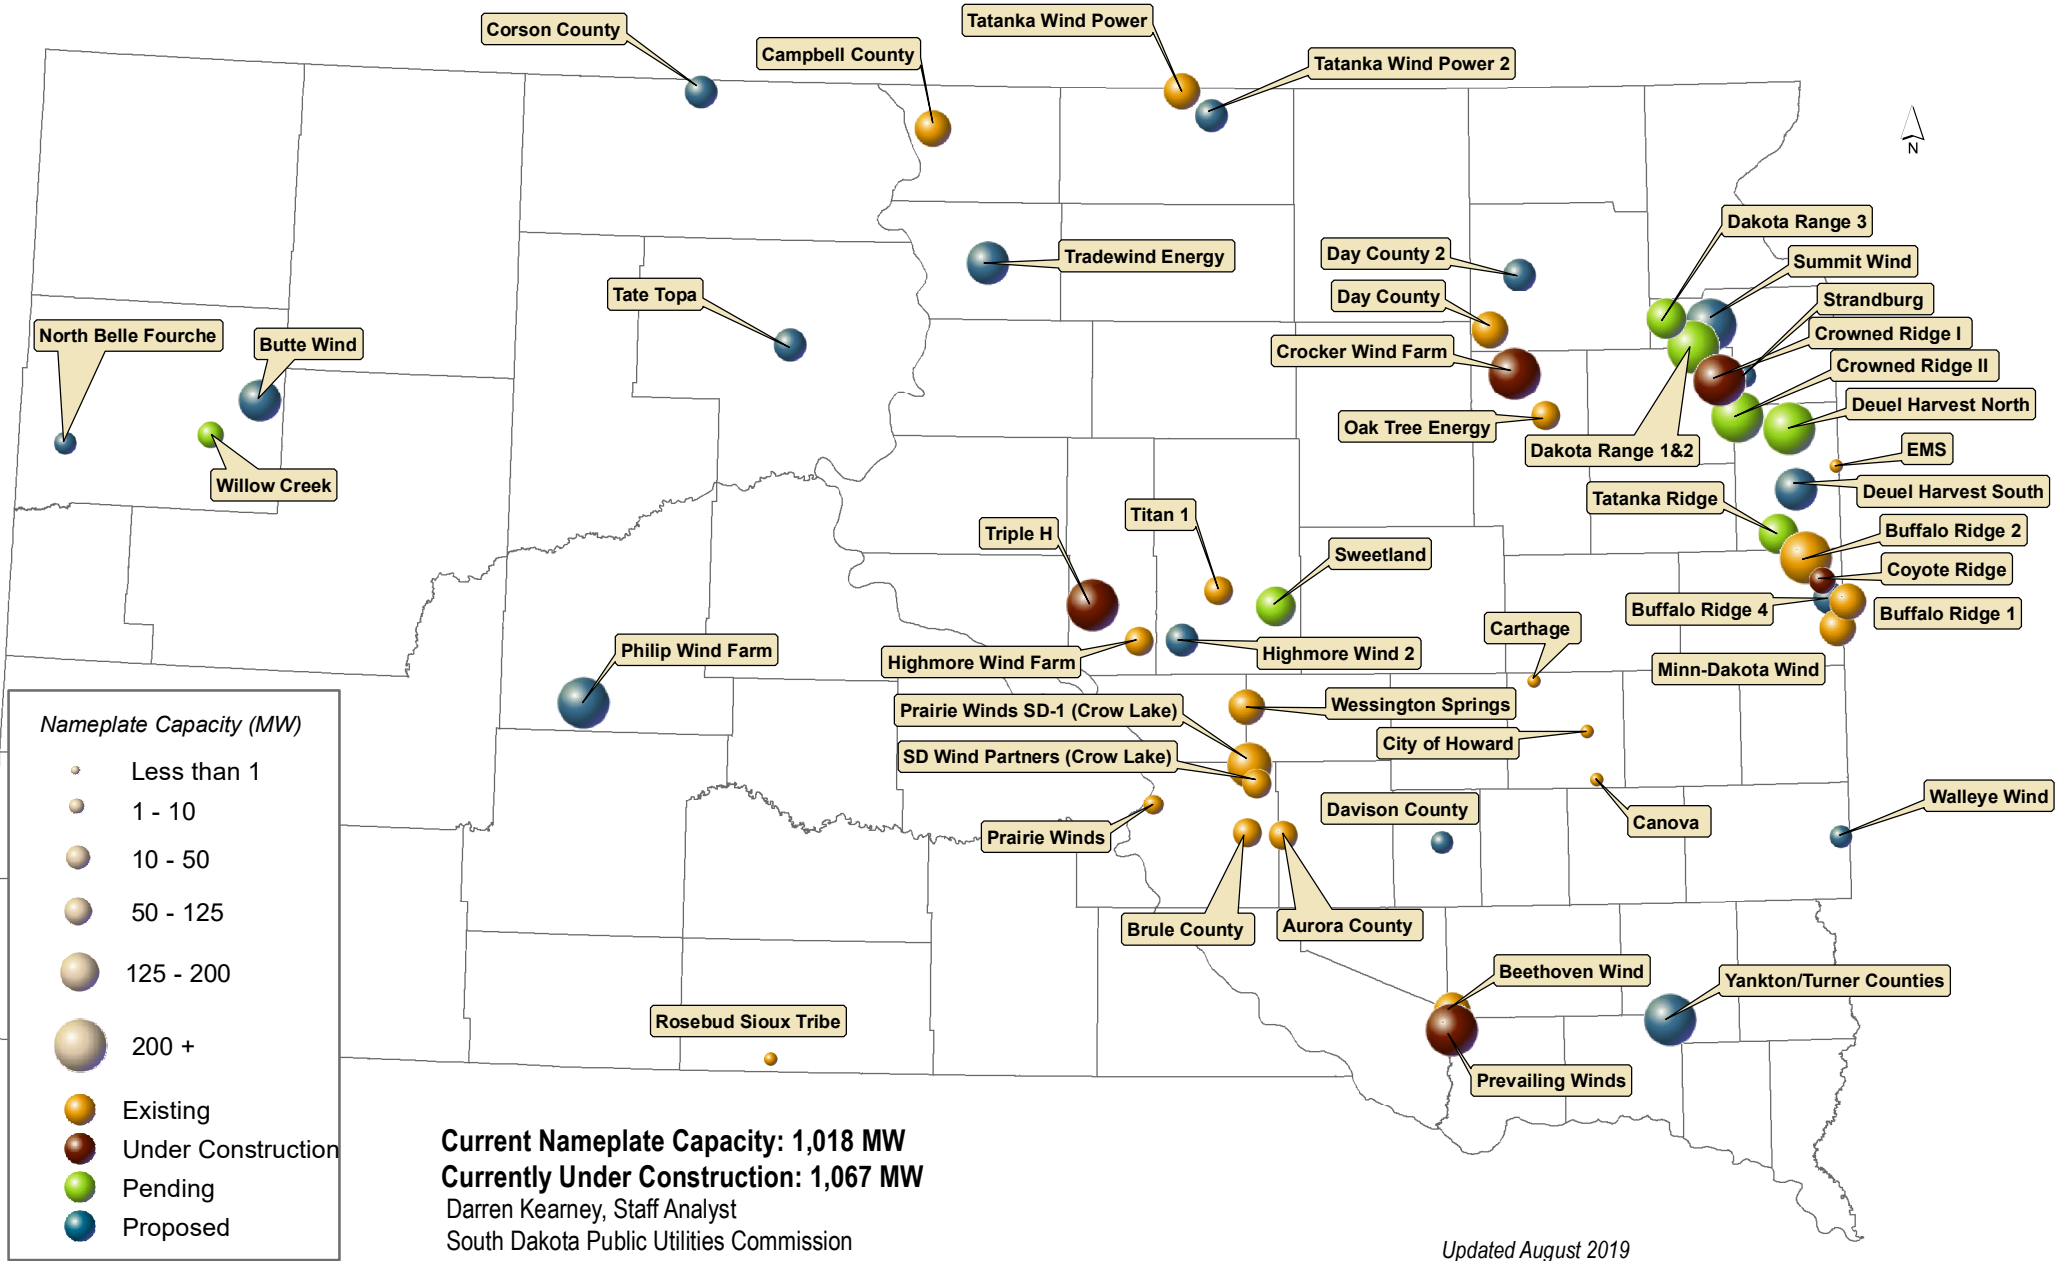 Corson County
Campbell County
Tatanka Wind Power
Tatanka Wind Power 2
N
Dakota Range 3
Tradewind Energy
Day County 2
Summit Wind
Tate Topa
Day County
Strandburg
North Belle Fourche
Butte Wind
Crocker Wind Farm
Crowned Ridge I
Crowned Ridge II
Oak Tree Energy
Deuel Harvest North
Dakota Range 1&2
EMS
Willow Creek
Deuel Harvest South
Tatanka Ridge
Titan 1
Triple H
Buffalo Ridge 2
Sweetland
Coyote Ridge
Buffalo Ridge 4
Buffalo Ridge 1
Carthage
Philip Wind Farm
Highmore Wind Farm
Highmore Wind 2
Minn-Dakota Wind
Prairie Winds SD-1 (Crow Lake)
Wessington Springs
City of Howard
SD Wind Partners (Crow Lake)
Walleye Wind
Davison County
Prairie Winds
Canova
Brule County
Aurora County
Beethoven Wind
Yankton/Turner Counties
Rosebud Sioux Tribe
Prevailing Winds
Nameplate Capacity (MW)
Less than 1
1 - 10
10 - 50
50 - 125
125 - 200
200 +
Existing
Under Construction
Pending
Proposed
Current Nameplate Capacity: 1,018 MW
Currently Under Construction: 1,067 MW
Darren Kearney, Staff Analyst
South Dakota Public Utilities Commission
Updated August 2019